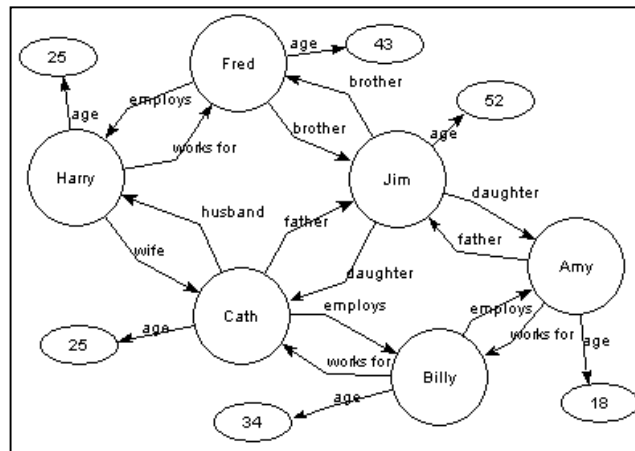 25
age
Fred
age
43
employs
brother
works for
brother
52
age
Harry
Jim
daughter
husband
father
father
wife
Amy
daughter
Cath
employs
age
25
employs
works for
works for
age
Billy
age
34
18